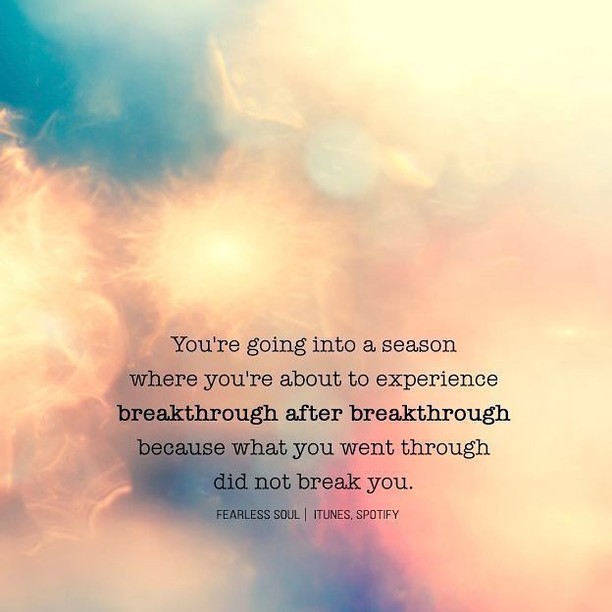 You're going into a season
where you're about to experience
breakthrough after breakthrough
because what you went through
did not break you.
FEARLESS SOUL | ITUNES, SPOTIFY